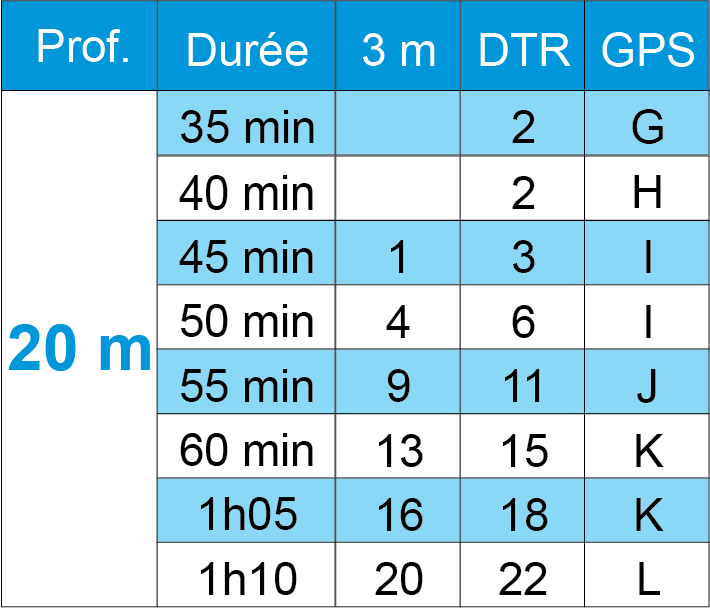 Prof. Durée 3 m DTR GPS
35 min 2 G
40 min 2 H
45 min 1 3 I
50 min 4 6 I
20 m
55 min 9 11 J
60 min 13 15 K
1h05 16 18 K
1h10 20 22 L